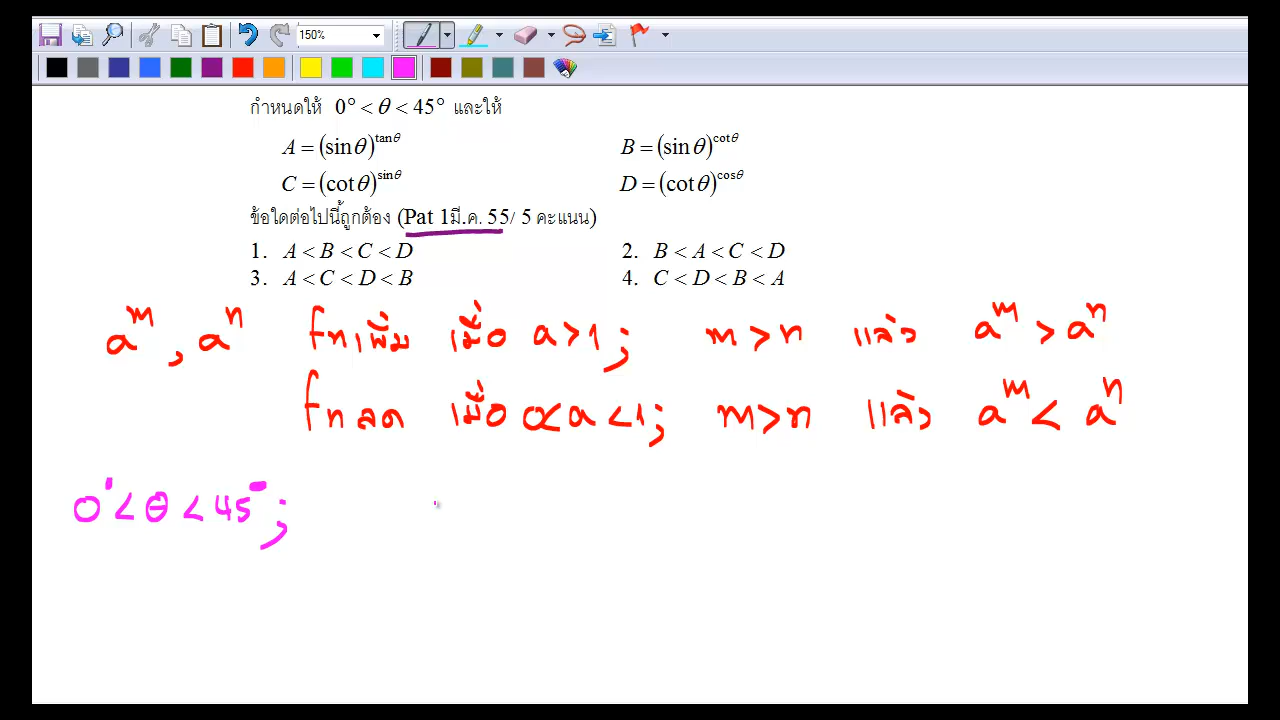 150%
กำหนดให้ 0° < θ < 45° และให้
A = (sinθ)^tanθ B = (sinθ)^cotθ
C = (cotθ)^sinθ D = (cotθ)^cosθ
ข้อใดต่อไปนี้ถูกต้อง (Pat 1มี.ค. 55/ 5 คะแนน)
1. A < B < C < D 2. B < A < C < D
3. A < C < D < B 4. C < D < B < A
a^m , a^n fnเพิ่ม เมื่อ a > 1 ; m > n แล้ว a^m > a^n
fnลด เมื่อ 0 < a < 1 ; m > n แล้ว a^m < a^n
0° < θ < 45° ;